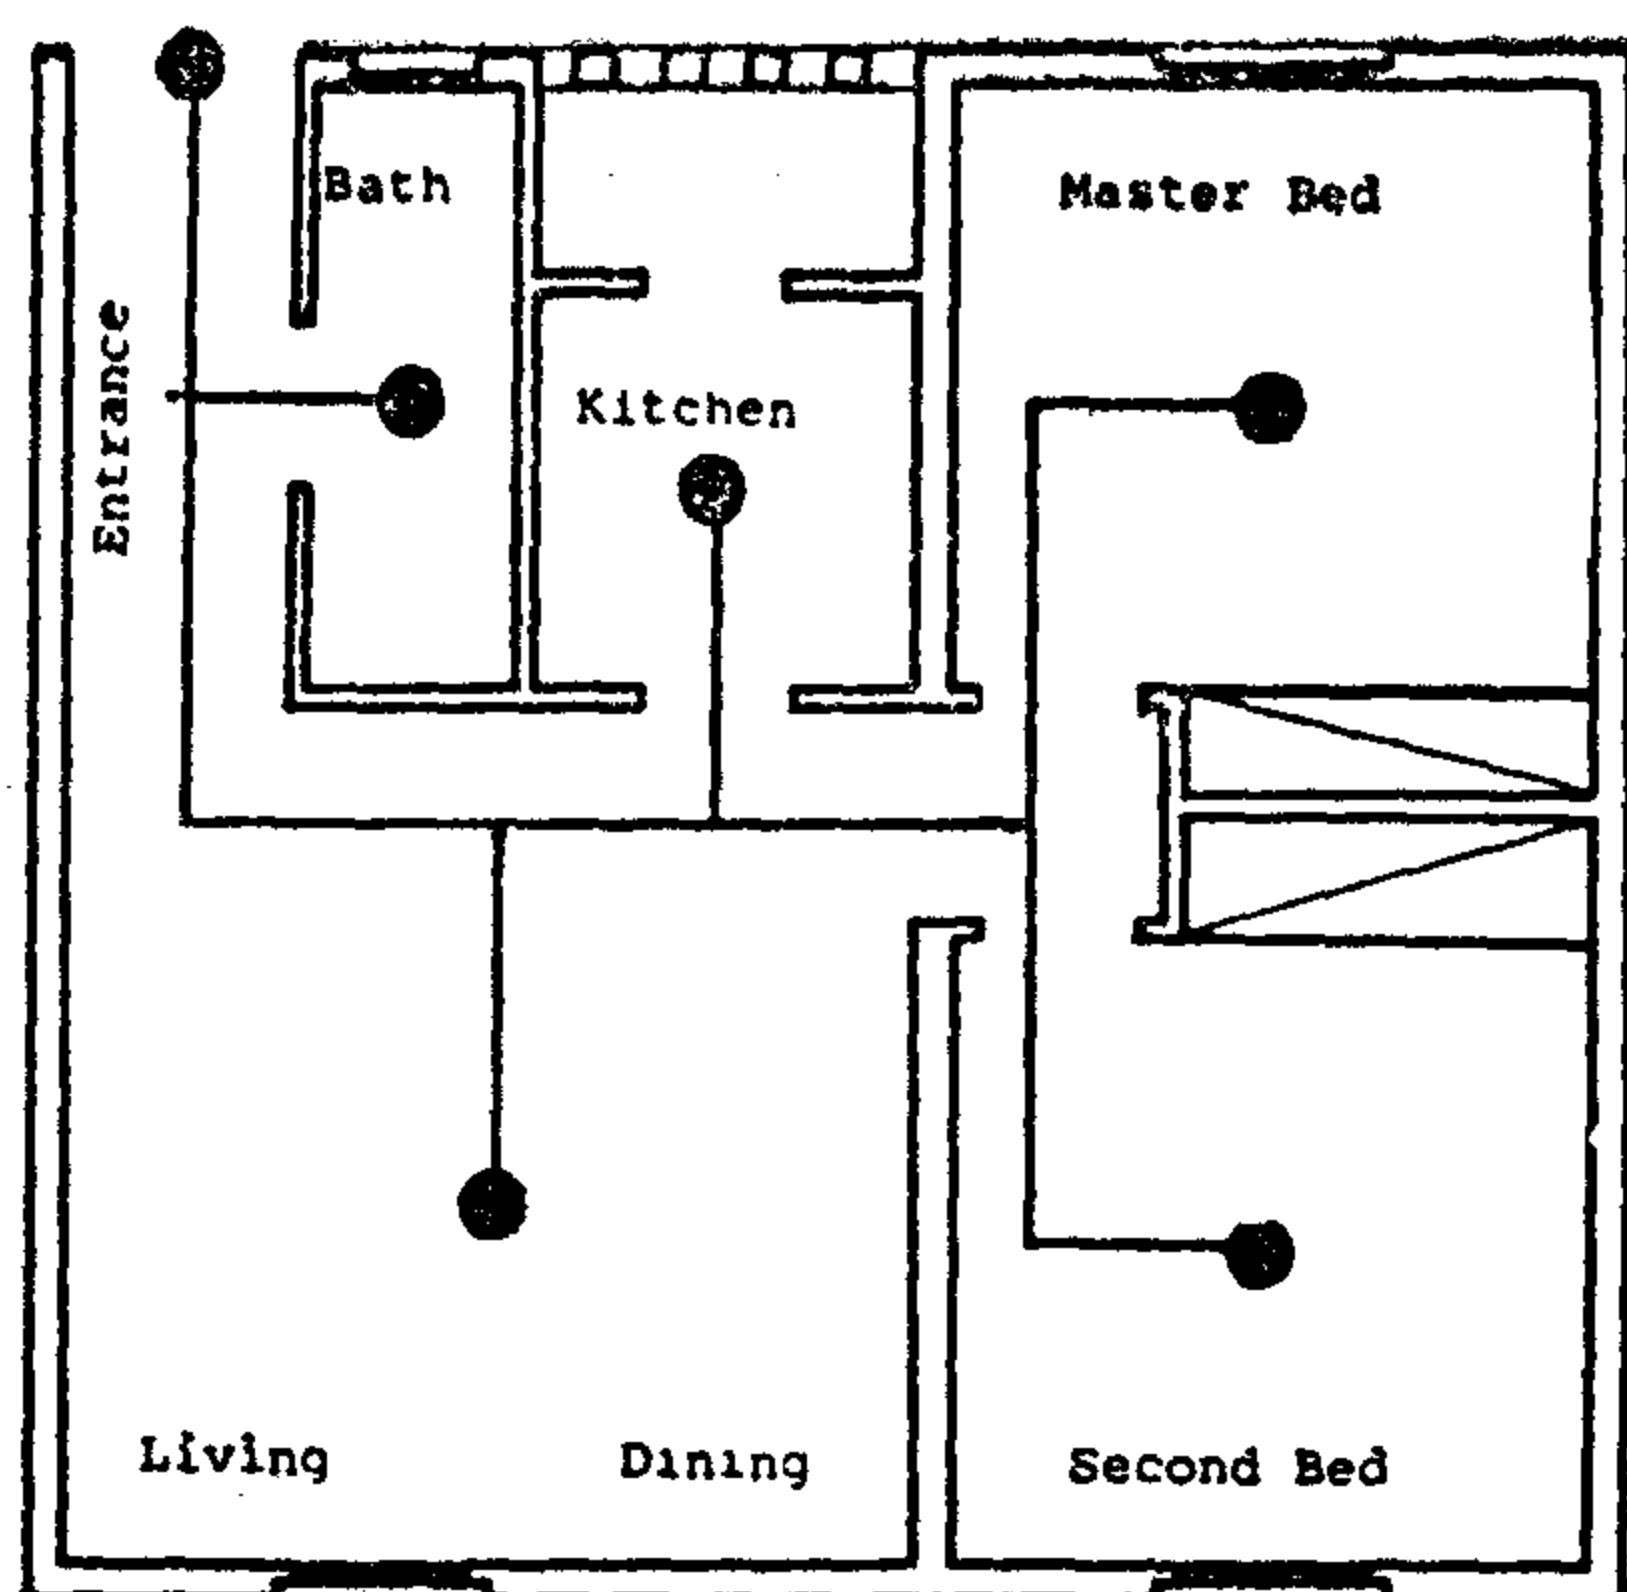 Bath
Master Bed
Entrance
Kitchen
Living
Dining
Second Bed